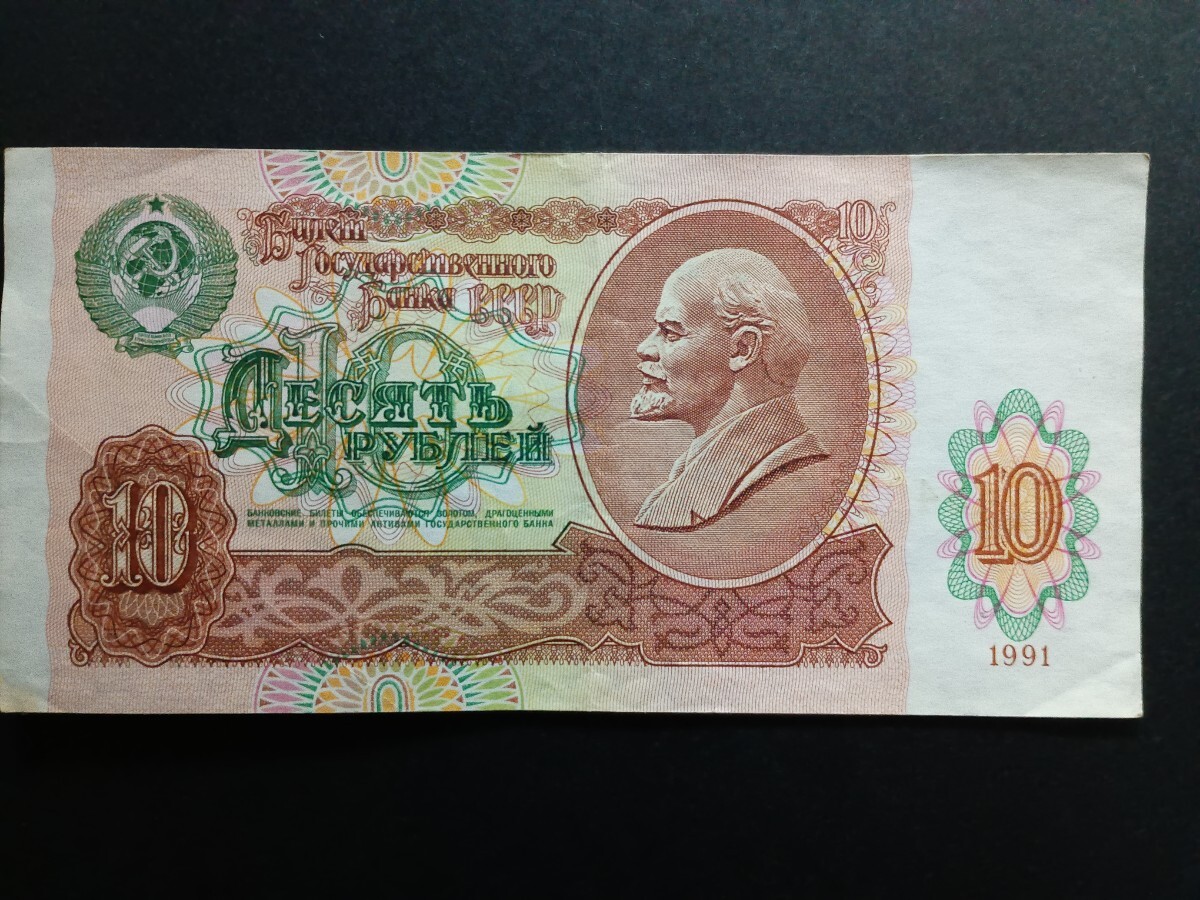 Билет
Государственного
Банка СССР
10
10
Десять
рублей
БАНКОВСКИЕ БИЛЕТЫ ОБЕСПЕЧИВАЮТСЯ ЗОЛОТОМ, ДРАГОЦЕННЫМИ
МЕТАЛЛАМИ И ПРОЧИМИ АКТИВАМИ ГОСУДАРСТВЕННОГО БАНКА
10
10
1991